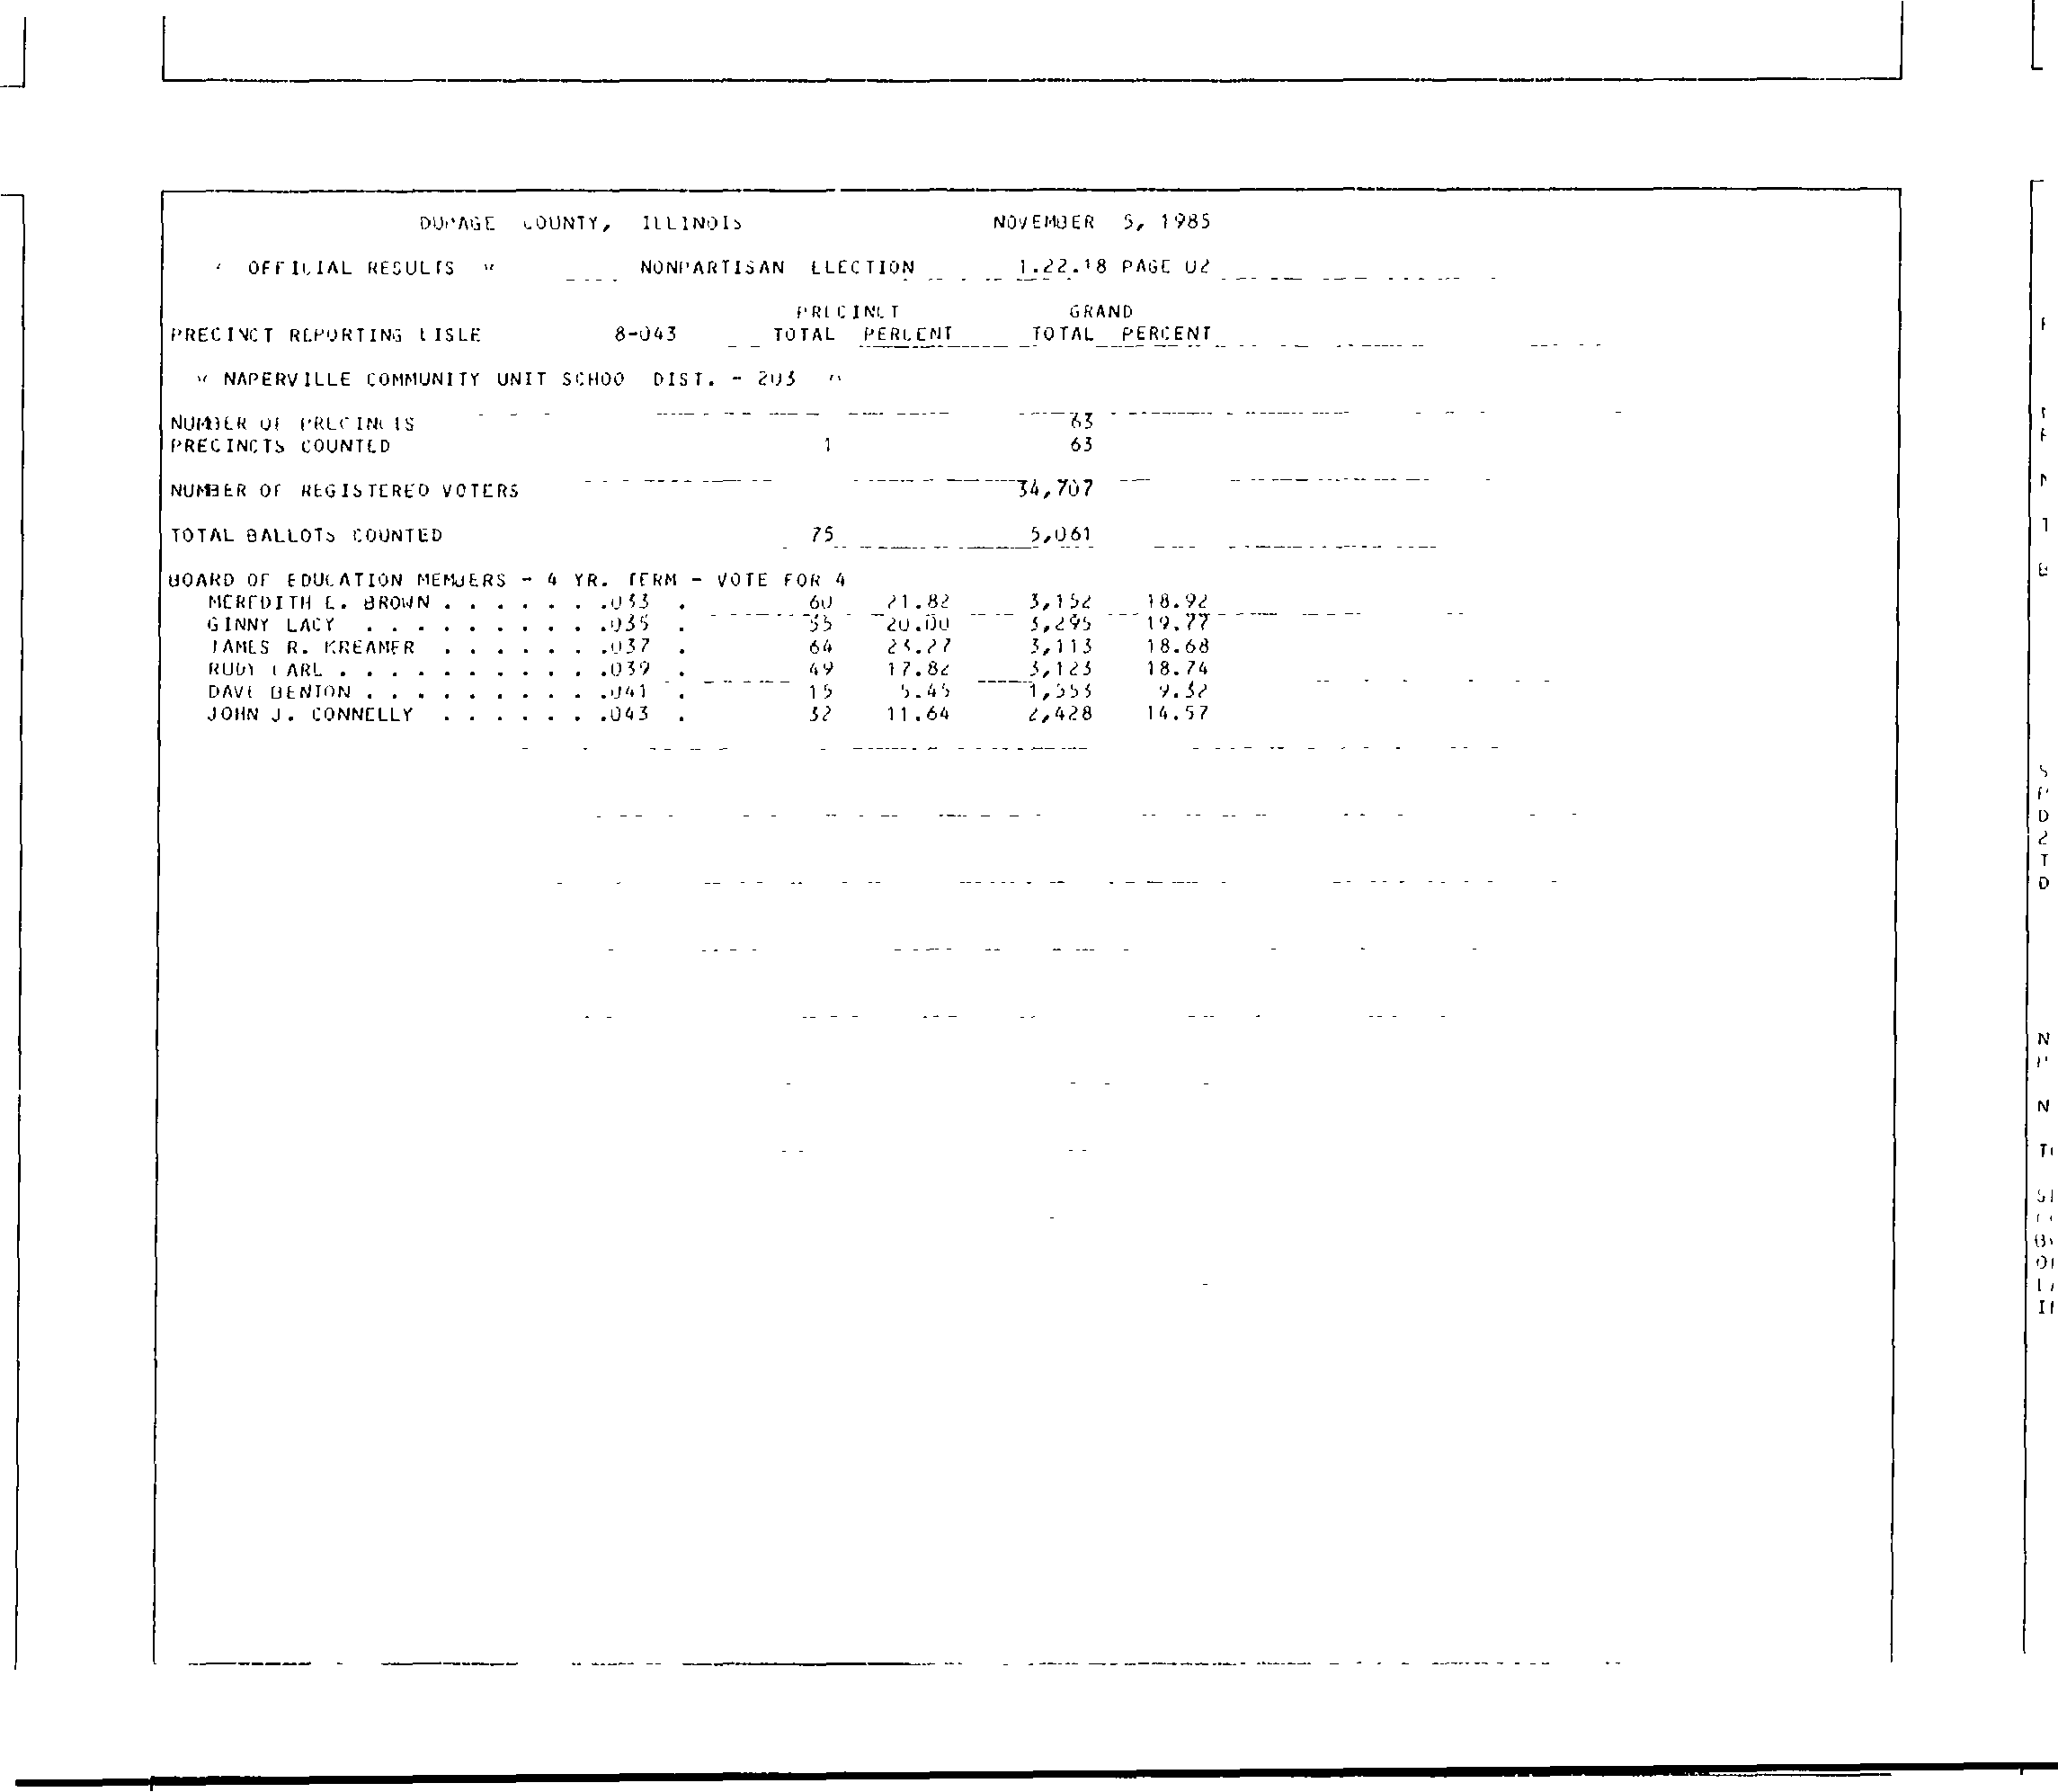 DUPAGE COUNTY, ILLINOIS NOVEMBER 5, 1985
* OFFICIAL RESULTS * NONPARTISAN ELECTION 1.22.18 PAGE 02
PRECINCT GRAND
PRECINCT REPORTING LISLE 8-043 TOTAL PERCENT TOTAL PERCENT
* NAPERVILLE COMMUNITY UNIT SCHOO DIST. - 203 *
NUMBER OF PRECINCTS 63
PRECINCTS COUNTED 1 63
NUMBER OF REGISTERED VOTERS 34,707
TOTAL BALLOTS COUNTED 75 5,061
BOARD OF EDUCATION MEMBERS - 4 YR. TERM - VOTE FOR 4
MEREDITH E. BROWN . . . . . . .033 . 60 21.82 3,152 18.92
GINNY LACY . . . . . . . . . .035 . 55 20.00 3,295 19.77
JAMES R. KREAMER . . . . . . .037 . 64 23.27 3,113 18.68
RUDY CARL . . . . . . . . . . .039 . 49 17.82 3,123 18.74
DAVE DENTON . . . . . . . . . .041 . 15 5.45 1,553 9.32
JOHN J. CONNELLY . . . . . . .043 . 32 11.64 2,428 14.57